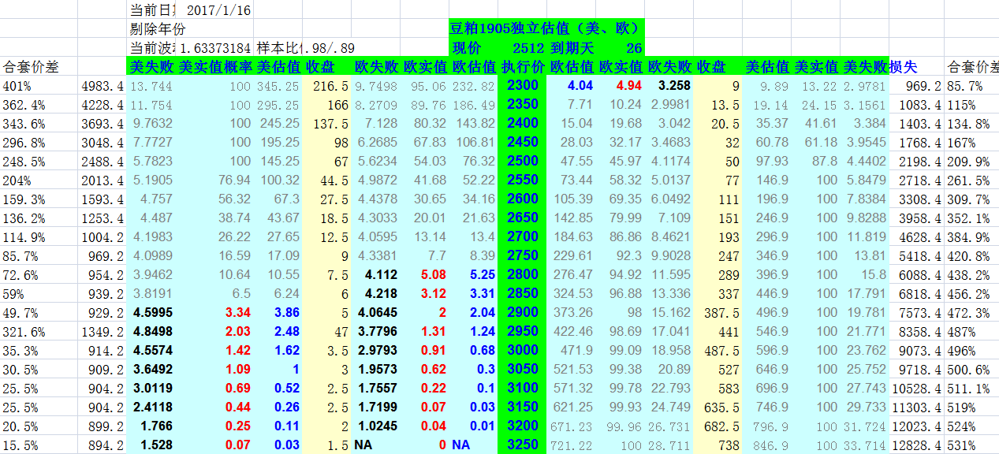 当前日期 2017/1/16
剔除年份 豆粕1905独立估值（美、欧）
当前波 1.63373184 样本比 .98/.89 现价 2512 到期天 26
合套价差 美失败 美实值概率 美估值 收盘 欧失败 欧实值 欧估值 执行价 欧估值 欧实值 欧失败 收盘 美估值 美实值 美失败 损失 合套价差
401% 4983.4 13.744 100 345.25 216.5 9.7498 95.06 232.82 2300 4.04 4.94 3.258 9 9.89 13.22 2.9781 969.2 85.7%
362.4% 4228.4 11.754 100 295.25 166 8.2709 89.76 186.49 2350 7.71 10.24 2.9981 13.5 19.14 24.15 3.1561 1083.4 115%
343.6% 3693.4 9.7632 100 245.25 137.5 7.128 80.32 143.82 2400 15.04 19.68 3.042 20.5 35.37 41.61 3.384 1403.4 134.8%
296.8% 3048.4 7.7727 100 195.25 98 6.2685 67.83 106.81 2450 28.03 32.17 3.4683 32 60.78 61.18 3.9545 1768.4 167%
248.5% 2488.4 5.7823 100 145.25 67 5.6234 54.03 76.32 2500 47.55 45.97 4.1174 50 97.93 87.8 4.4402 2198.4 209.9%
204% 2013.4 5.1905 76.94 100.32 44.5 4.9872 41.68 52.22 2550 73.44 58.32 5.0137 77 146.9 100 5.8479 2718.4 261.5%
159.3% 1593.4 4.757 56.32 67.3 27.5 4.4378 30.65 34.16 2600 105.39 69.35 6.0492 111 196.9 100 7.8384 3308.4 309.7%
136.2% 1253.4 4.487 38.74 43.67 18.5 4.3033 20.01 21.63 2650 142.85 79.99 7.109 151 246.9 100 9.8288 3958.4 352.1%
114.9% 1004.2 4.1983 26.22 27.65 12.5 4.0595 13.14 13.4 2700 184.63 86.86 8.4621 193 296.9 100 11.819 4628.4 384.9%
85.7% 969.2 4.0989 16.59 17.09 9 4.3381 7.7 8.39 2750 229.61 92.3 9.9028 247 346.9 100 13.81 5418.4 420.8%
72.6% 954.2 3.9462 10.64 10.55 7.5 4.112 5.08 5.25 2800 276.47 94.92 11.595 289 396.9 100 15.8 6088.4 438.2%
59% 939.2 3.8191 6.5 6.24 6 4.218 3.12 3.31 2850 324.53 96.88 13.336 337 446.9 100 17.791 6818.4 456.2%
49.7% 929.2 4.5995 3.34 3.86 5 4.0645 2 2.04 2900 373.26 98 15.162 387.5 496.9 100 19.781 7573.4 472.3%
321.6% 1349.2 4.8498 2.03 2.48 47 3.7796 1.31 1.24 2950 422.46 98.69 17.041 441 546.9 100 21.771 8358.4 487%
35.3% 914.2 4.5574 1.42 1.62 3.5 2.9793 0.91 0.68 3000 471.9 99.09 18.958 487.5 596.9 100 23.762 9073.4 496%
30.5% 909.2 3.6492 1.09 1 3 1.9573 0.62 0.3 3050 521.53 99.38 20.89 527 646.9 100 25.752 9718.4 500.6%
25.5% 904.2 3.0119 0.69 0.52 2.5 1.7557 0.22 0.1 3100 571.32 99.78 22.793 583 696.9 100 27.743 10528.4 511.1%
25.5% 904.2 2.4118 0.44 0.26 2.5 1.7199 0.07 0.03 3150 621.25 99.93 24.749 635.5 746.9 100 29.733 11303.4 519%
20.5% 899.2 1.766 0.25 0.11 2 1.0245 0.04 0.01 3200 671.23 99.96 26.731 682.5 796.9 100 31.724 12023.4 524%
15.5% 894.2 1.528 0.07 0.03 1.5 NA 0 NA 3250 721.22 100 28.711 738 846.9 100 33.714 12828.4 531%